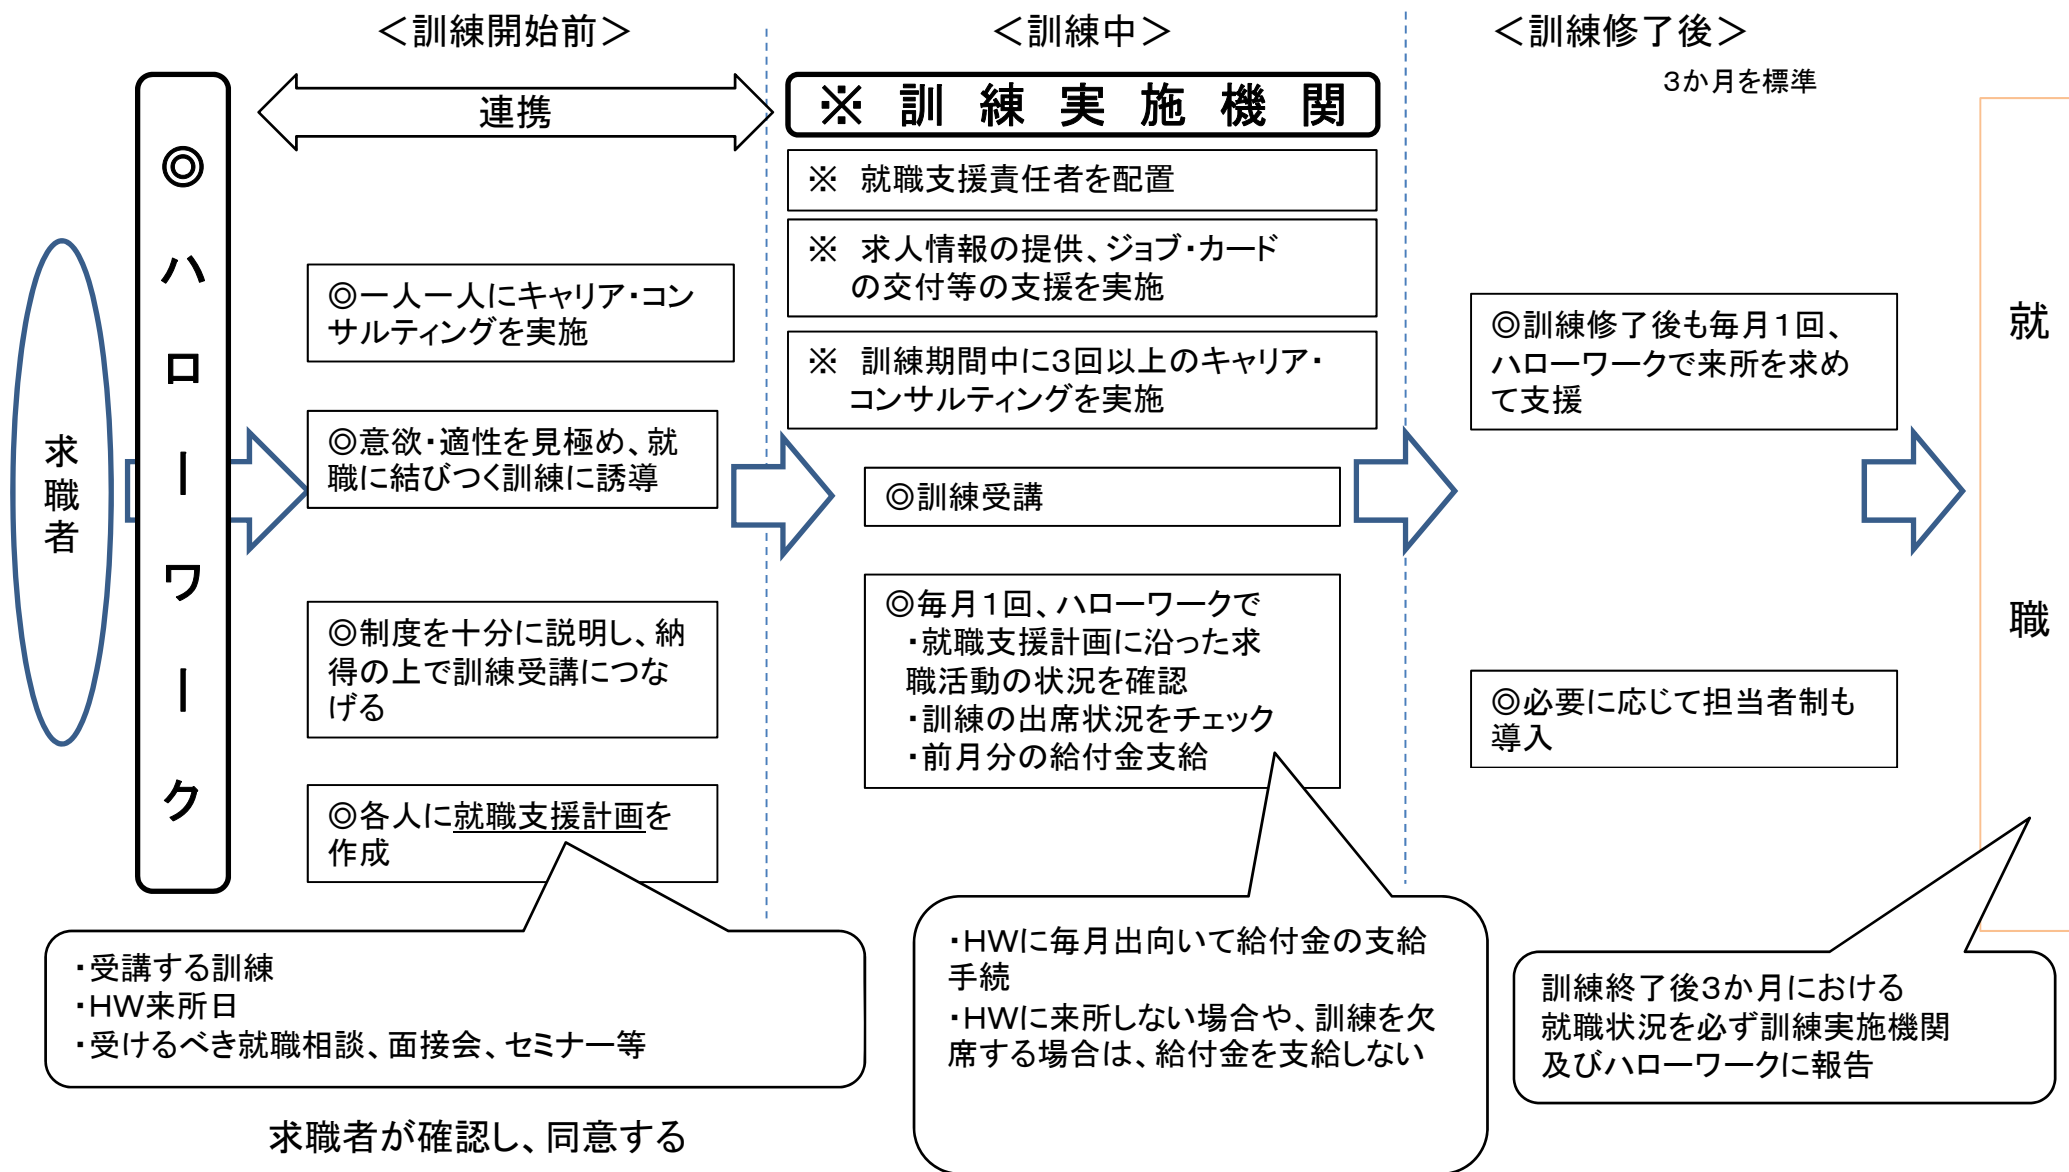 ＜訓練開始前＞
＜訓練中＞
＜訓練修了後＞
３か月を標準
求職者
◎ハローワーク
連携
◎一人一人にキャリア・コン
サルティングを実施
◎意欲・適性を見極め、就
職に結びつく訓練に誘導
◎制度を十分に説明し、納
得の上で訓練受講につな
げる
◎各人に就職支援計画を
作成
・受講する訓練
・HW来所日
・受けるべき就職相談、面接会、セミナー等
求職者が確認し、同意する
※訓練実施機関
※　就職支援責任者を配置
※　求人情報の提供、ジョブ・カード
の交付等の支援を実施
※　訓練期間中に３回以上のキャリア・
コンサルティングを実施
◎訓練受講
◎毎月１回、ハローワークで
・就職支援計画に沿った求
職活動の状況を確認
・訓練の出席状況をチェック
・前月分の給付金支給
・HWに毎月出向いて給付金の支給
手続
・HWに来所しない場合や、訓練を欠
席する場合は、給付金を支給しない
◎訓練修了後も毎月１回、
ハローワークで来所を求め
て支援
◎必要に応じて担当者制も
導入
訓練終了後３か月における
就職状況を必ず訓練実施機関
及びハローワークに報告
就職